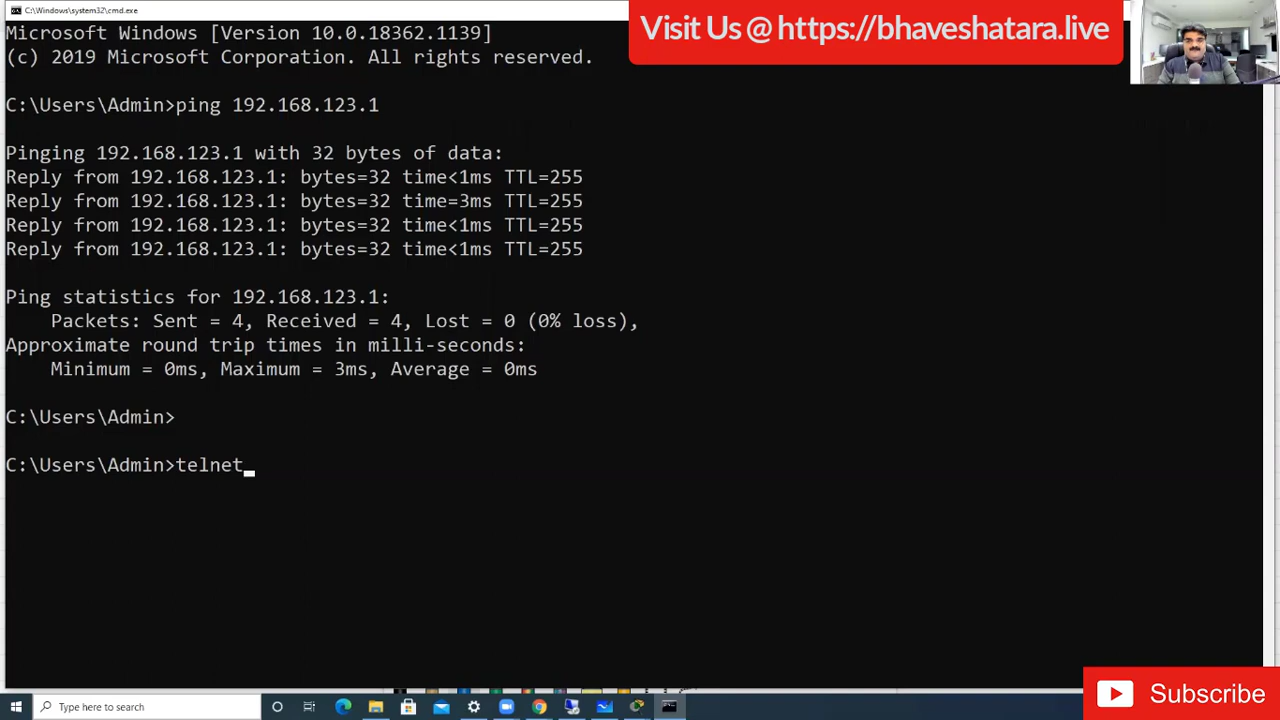 C:\Windows\system32\cmd.exe
Visit Us @ https://bhaveshatara.live
Microsoft Windows [Version 10.0.18362.1139]
(c) 2019 Microsoft Corporation. All rights reserved.
C:\Users\Admin>ping 192.168.123.1
Pinging 192.168.123.1 with 32 bytes of data:
Reply from 192.168.123.1: bytes=32 time<1ms TTL=255
Reply from 192.168.123.1: bytes=32 time=3ms TTL=255
Reply from 192.168.123.1: bytes=32 time<1ms TTL=255
Reply from 192.168.123.1: bytes=32 time<1ms TTL=255
Ping statistics for 192.168.123.1:
Packets: Sent = 4, Received = 4, Lost = 0 (0% loss),
Approximate round trip times in milli-seconds:
Minimum = 0ms, Maximum = 3ms, Average = 0ms
C:\Users\Admin>
C:\Users\Admin>telnet
Subscribe
Type here to search